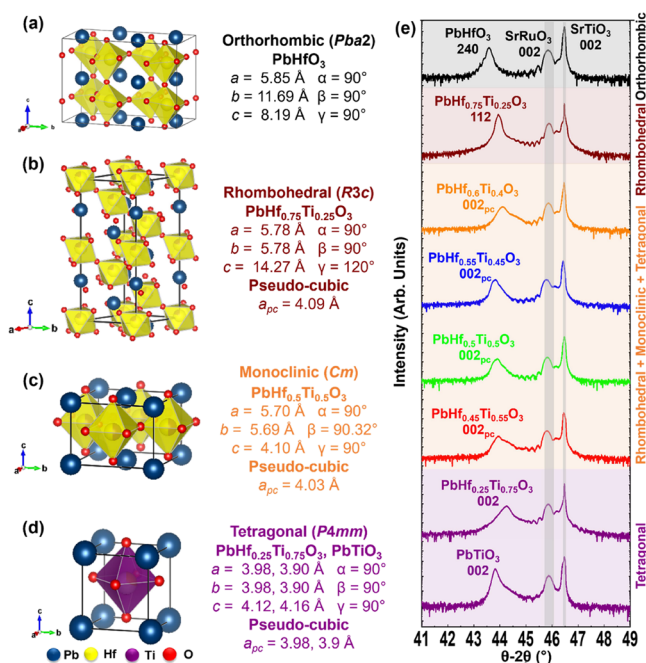 (a)
Orthorhombic (Pba2)
PbHfO₃
a = 5.85 Å α = 90°
b = 11.69 Å β = 90°
c = 8.19 Å γ = 90°
c
a
b
(b)
Rhombohedral (R3c)
PbHf₀.₇₅Ti₀.₂₅O₃
a = 5.78 Å α = 90°
b = 5.78 Å β = 90°
c = 14.27 Å γ = 120°
Pseudo-cubic
aₚc = 4.09 Å
c
a
b
(c)
Monoclinic (Cm)
PbHf₀.₅Ti₀.₅O₃
a = 5.70 Å α = 90°
b = 5.69 Å β = 90.32°
c = 4.10 Å γ = 90°
Pseudo-cubic
aₚc = 4.03 Å
c
a
b
(d)
Tetragonal (P4mm)
PbHf₀.₂₅Ti₀.₇₅O₃, PbTiO₃
a = 3.98, 3.90 Å α = 90°
b = 3.98, 3.90 Å β = 90°
c = 4.12, 4.16 Å γ = 90°
Pseudo-cubic
aₚc = 3.98, 3.9 Å
c
a
b
Pb Hf Ti O
(e)
PbHfO₃
240
SrRuO₃
002
SrTiO₃
002
PbHf₀.₇₅Ti₀.₂₅O₃
112
PbHf₀.₆Ti₀.₄O₃
002pc
PbHf₀.₅₅Ti₀.₄₅O₃
002pc
PbHf₀.₅Ti₀.₅O₃
002pc
PbHf₀.₄₅Ti₀.₅₅O₃
002pc
PbHf₀.₂₅Ti₀.₇₅O₃
002
PbTiO₃
002
Intensity (Arb. Units)
41 42 43 44 45 46 47 48 49
θ-2θ (°)
Orthorhombic
Rhombohedral
Rhombohedral + Monoclinic + Tetragonal
Tetragonal